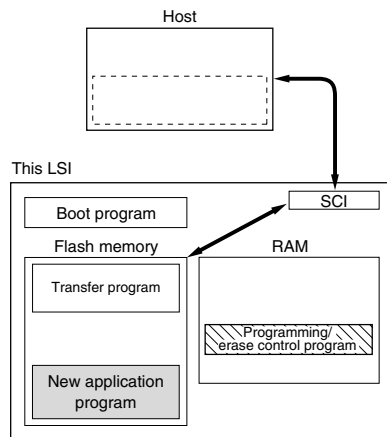 Host
This LSI
SCI
Boot program
Flash memory
RAM
Transfer program
Programming/
erase control program
New application
program